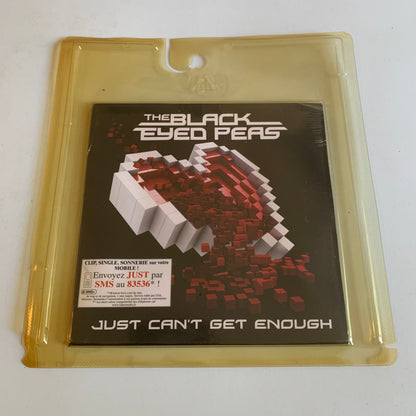 THE BLACK
EYED PEAS
CLIP, SINGLE, SONNERIE sur votre
MOBILE !
Envoyez JUST par
SMS au 83536* !
JUST CAN'T GET ENOUGH